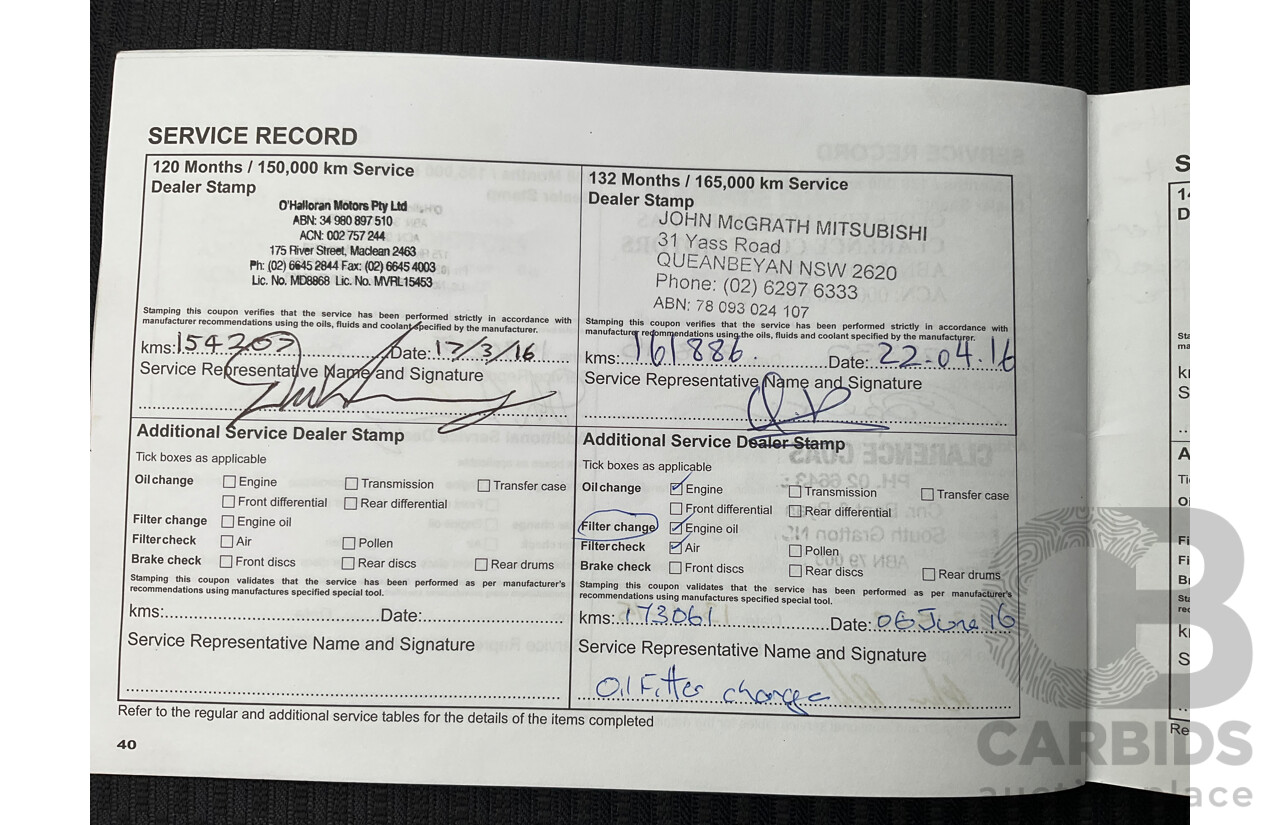 SERVICE RECORD
120 Months / 150,000 km Service
Dealer Stamp
O'Halloran Motors Pty Ltd
ABN: 34 980 897 510
ACN: 002 757 244
175 River Street, Maclean 2463
Ph: (02) 6645 2844 Fax: (02) 6645 4003
Lic. No. MD8868 Lic. No. MVRL15453
Stamping this coupon verifies that the service has been performed strictly in accordance with
manufacturer recommendations using the oils, fluids and coolant specified by the manufacturer.
kms: 154207 Date: 17/3/16
Service Representative Name and Signature
Additional Service Dealer Stamp
Tick boxes as applicable
Oil change Engine Transmission Transfer case
Front differential Rear differential
Filter change Engine oil
Filter check Air Pollen
Brake check Front discs Rear discs Rear drums
Stamping this coupon validates that the service has been performed as per manufacturer's
recommendations using manufactures specified special tool.
kms: Date:
Service Representative Name and Signature
132 Months / 165,000 km Service
Dealer Stamp
JOHN McGRATH MITSUBISHI
31 Yass Road
QUEANBEYAN NSW 2620
Phone: (02) 6297 6333
ABN: 78 093 024 107
Stamping this coupon verifies that the service has been performed strictly in accordance with
manufacturer recommendations using the oils, fluids and coolant specified by the manufacturer.
kms: 161886. Date: 22-04.16
Service Representative Name and Signature
Additional Service Dealer Stamp
Tick boxes as applicable
Oil change Engine Transmission Transfer case
Front differential Rear differential
Filter change Engine oil
Filter check Air Pollen
Brake check Front discs Rear discs Rear drums
Stamping this coupon validates that the service has been performed as per manufacturer's
recommendations using manufactures specified special tool.
kms: 173061 Date: 06 June 16
Service Representative Name and Signature
Oil Filter change
Refer to the regular and additional service tables for the details of the items completed
40
CARBIDS